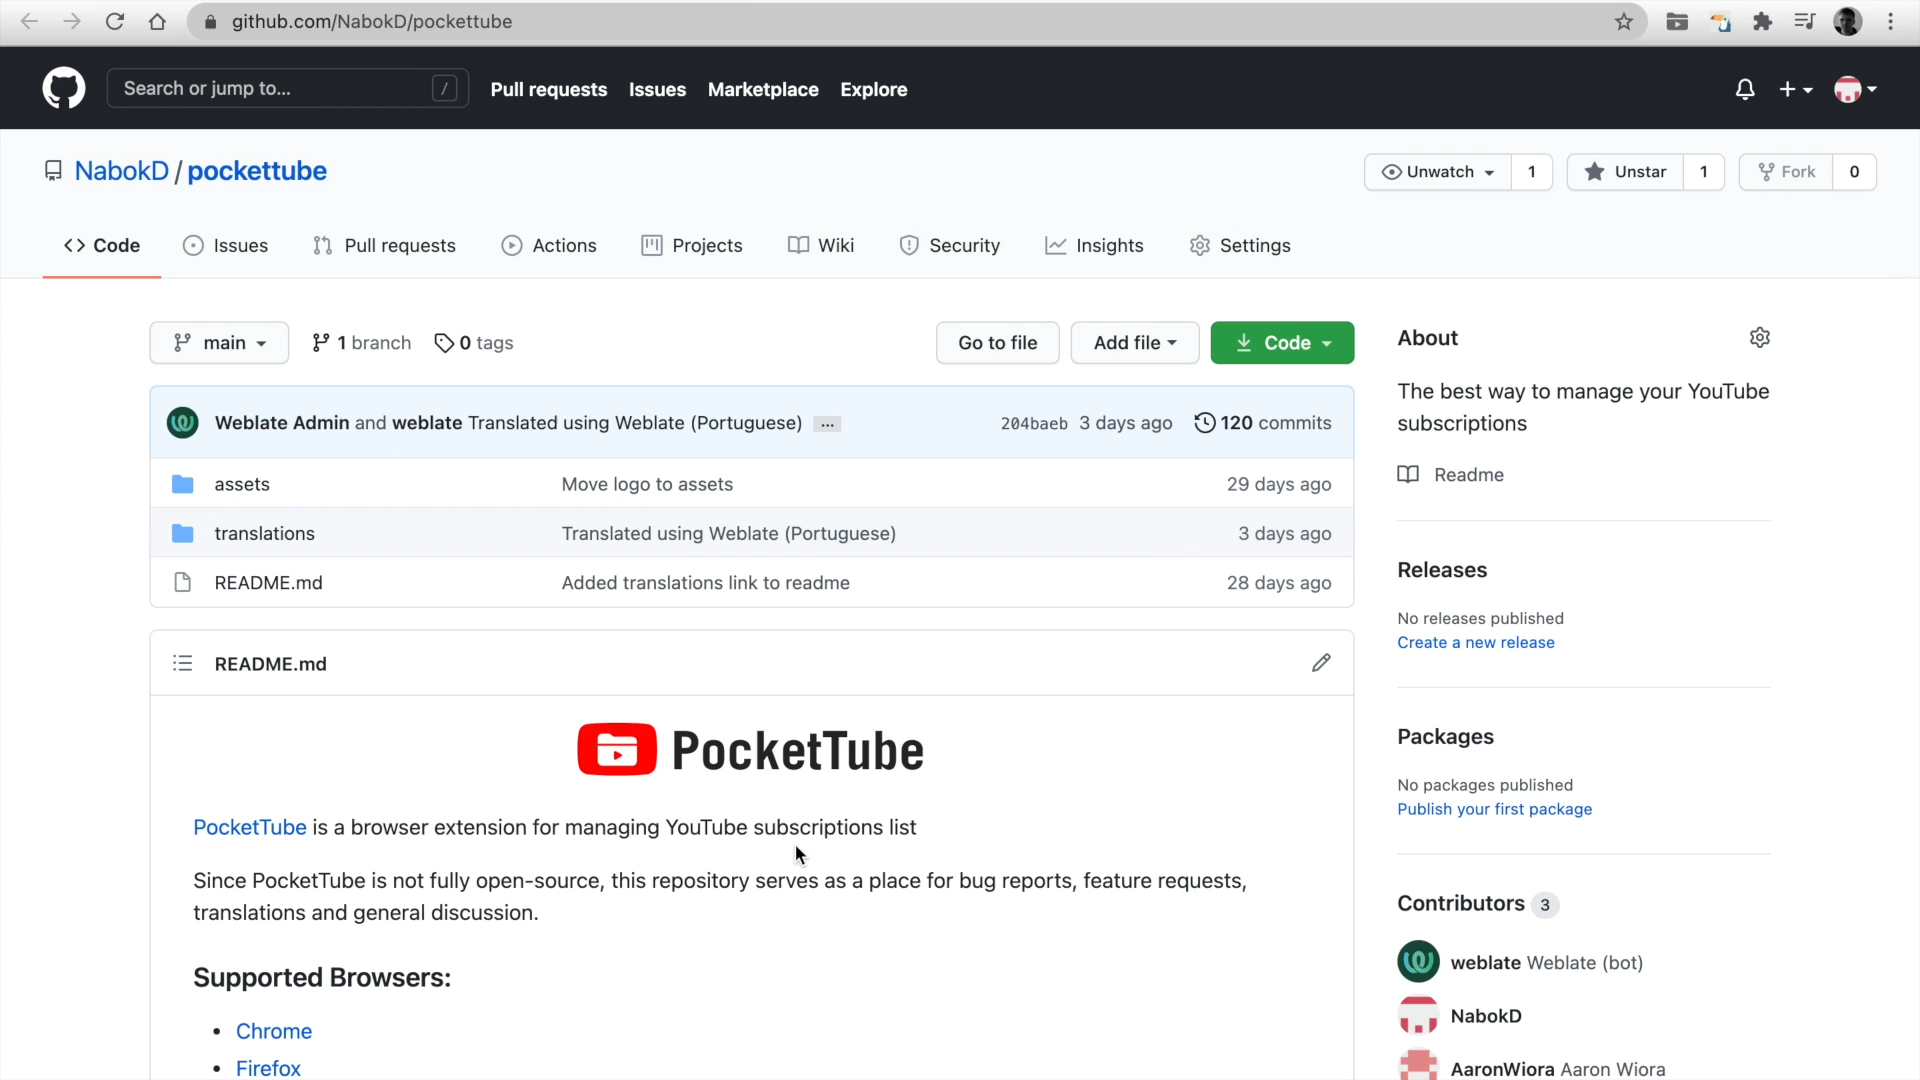 github.com/NabokD/pockettube
Search or jump to... /
Pull requests Issues Marketplace Explore
NabokD / pockettube
Unwatch 1 Unstar 1 Fork 0
Code Issues Pull requests Actions Projects Wiki Security Insights Settings
main 1 branch 0 tags Go to file Add file Code
Weblate Admin and weblate Translated using Weblate (Portuguese) ... 204baeb 3 days ago 120 commits
assets Move logo to assets 29 days ago
translations Translated using Weblate (Portuguese) 3 days ago
README.md Added translations link to readme 28 days ago
README.md
PocketTube
PocketTube is a browser extension for managing YouTube subscriptions list
Since PocketTube is not fully open-source, this repository serves as a place for bug reports, feature requests,
translations and general discussion.
Supported Browsers:
• Chrome
• Firefox
About
The best way to manage your YouTube
subscriptions
Readme
Releases
No releases published
Create a new release
Packages
No packages published
Publish your first package
Contributors 3
weblate Weblate (bot)
NabokD
AaronWiora Aaron Wiora